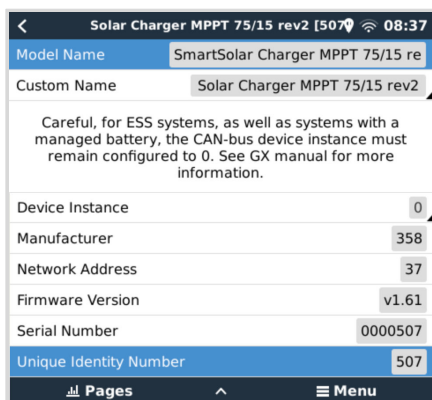 Solar Charger MPPT 75/15 rev2 [507 08:37
Model Name SmartSolar Charger MPPT 75/15 re
Custom Name Solar Charger MPPT 75/15 rev2
Careful, for ESS systems, as well as systems with a
managed battery, the CAN-bus device instance must
remain configured to 0. See GX manual for more
information.
Device Instance 0
Manufacturer 358
Network Address 37
Firmware Version v1.61
Serial Number 0000507
Unique Identity Number 507
Pages Menu